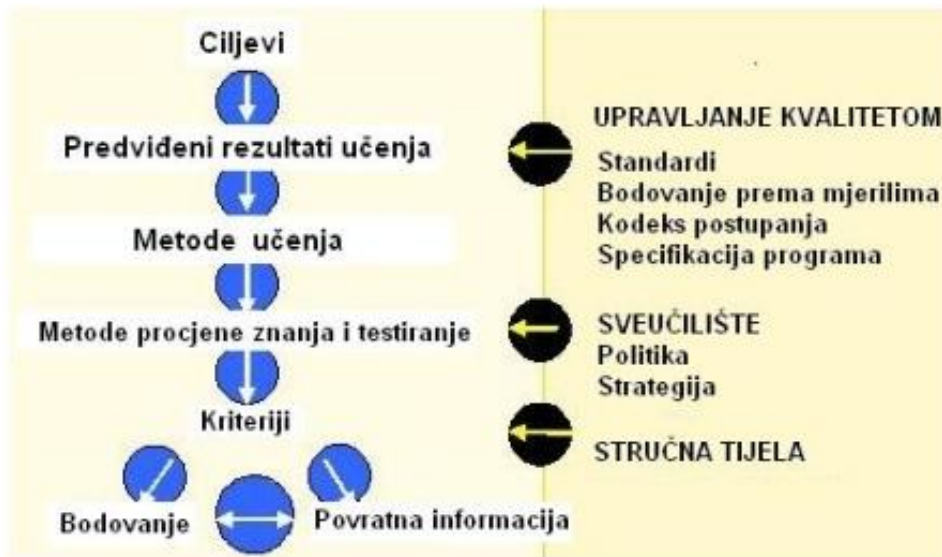 Ciljevi
Predviđeni rezultati učenja
Metode učenja
Metode procjene znanja i testiranje
Kriteriji
Bodovanje
Povratna informacija
UPRAVLJANJE KVALITETOM
Standardi
Bodovanje prema mjerilima
Kodeks postupanja
Specifikacija programa
SVEUČILIŠTE
Politika
Strategija
STRUČNA TIJELA